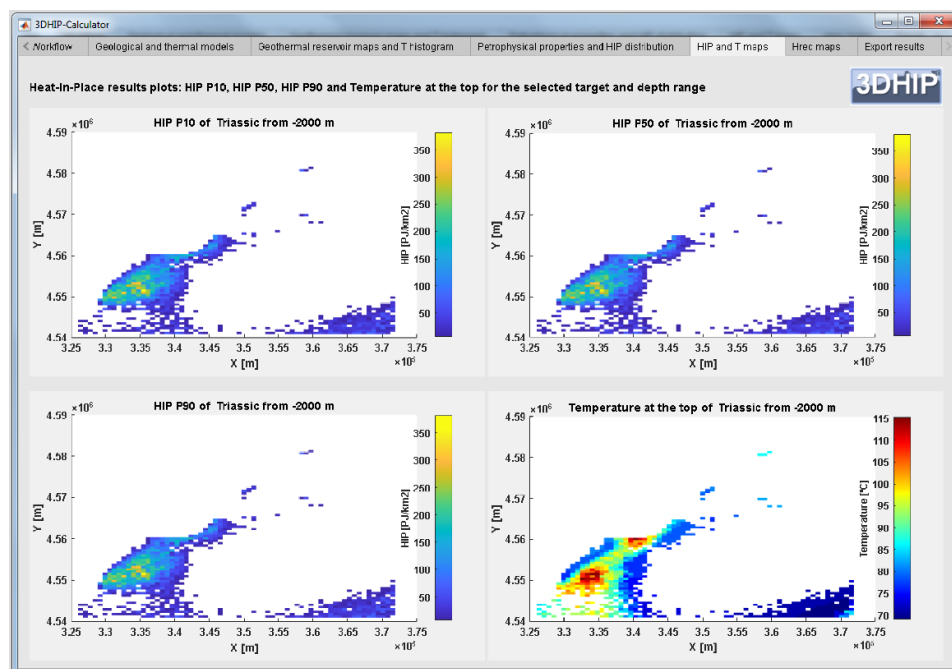 3DHIP-Calculator
< Workflow Geological and thermal models Geothermal reservoir maps and T histogram Petrophysical properties and HIP distribution HIP and T maps Hrec maps Export results >
Heat-In-Place results plots: HIP P10, HIP P50, HIP P90 and Temperature at the top for the selected target and depth range
3DHIP
HIP P10 of Triassic from -2000 m
×10⁶
4.59
4.58
4.57
4.56
4.55
4.54
Y [m]
3.25 3.3 3.35 3.4 3.45 3.5 3.55 3.6 3.65 3.7 3.75
X [m]
×10⁵
350
300
250
200
150
100
50
HIP [PJ/km2]
HIP P50 of Triassic from -2000 m
×10⁶
4.59
4.58
4.57
4.56
4.55
4.54
Y [m]
3.25 3.3 3.35 3.4 3.45 3.5 3.55 3.6 3.65 3.7 3.75
X [m]
×10⁵
350
300
250
200
150
100
50
HIP [PJ/km2]
HIP P90 of Triassic from -2000 m
×10⁶
4.59
4.58
4.57
4.56
4.55
4.54
Y [m]
3.25 3.3 3.35 3.4 3.45 3.5 3.55 3.6 3.65 3.7 3.75
X [m]
×10⁵
350
300
250
200
150
100
50
HIP [PJ/km2]
Temperature at the top of Triassic from -2000 m
×10⁶
4.59
4.58
4.57
4.56
4.55
4.54
Y [m]
3.25 3.3 3.35 3.4 3.45 3.5 3.55 3.6 3.65 3.7 3.75
X [m]
×10⁵
115
110
105
100
95
90
85
80
75
70
Temperature [ºC]